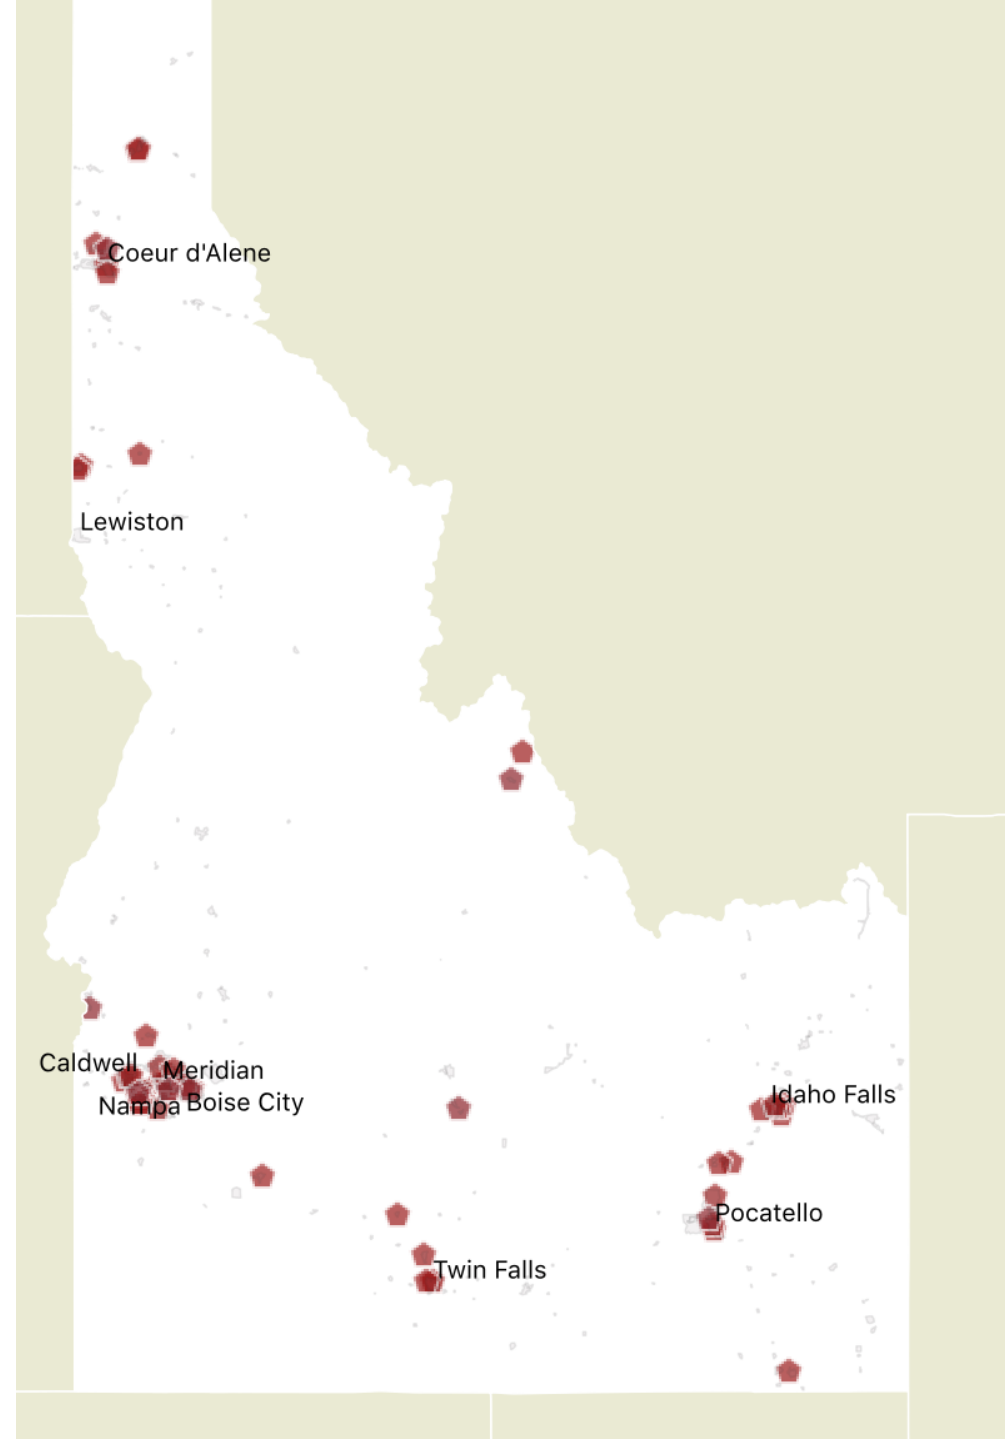 Coeur d'Alene
Lewiston
Caldwell
Meridian
Nampa
Boise City
Idaho Falls
Pocatello
Twin Falls